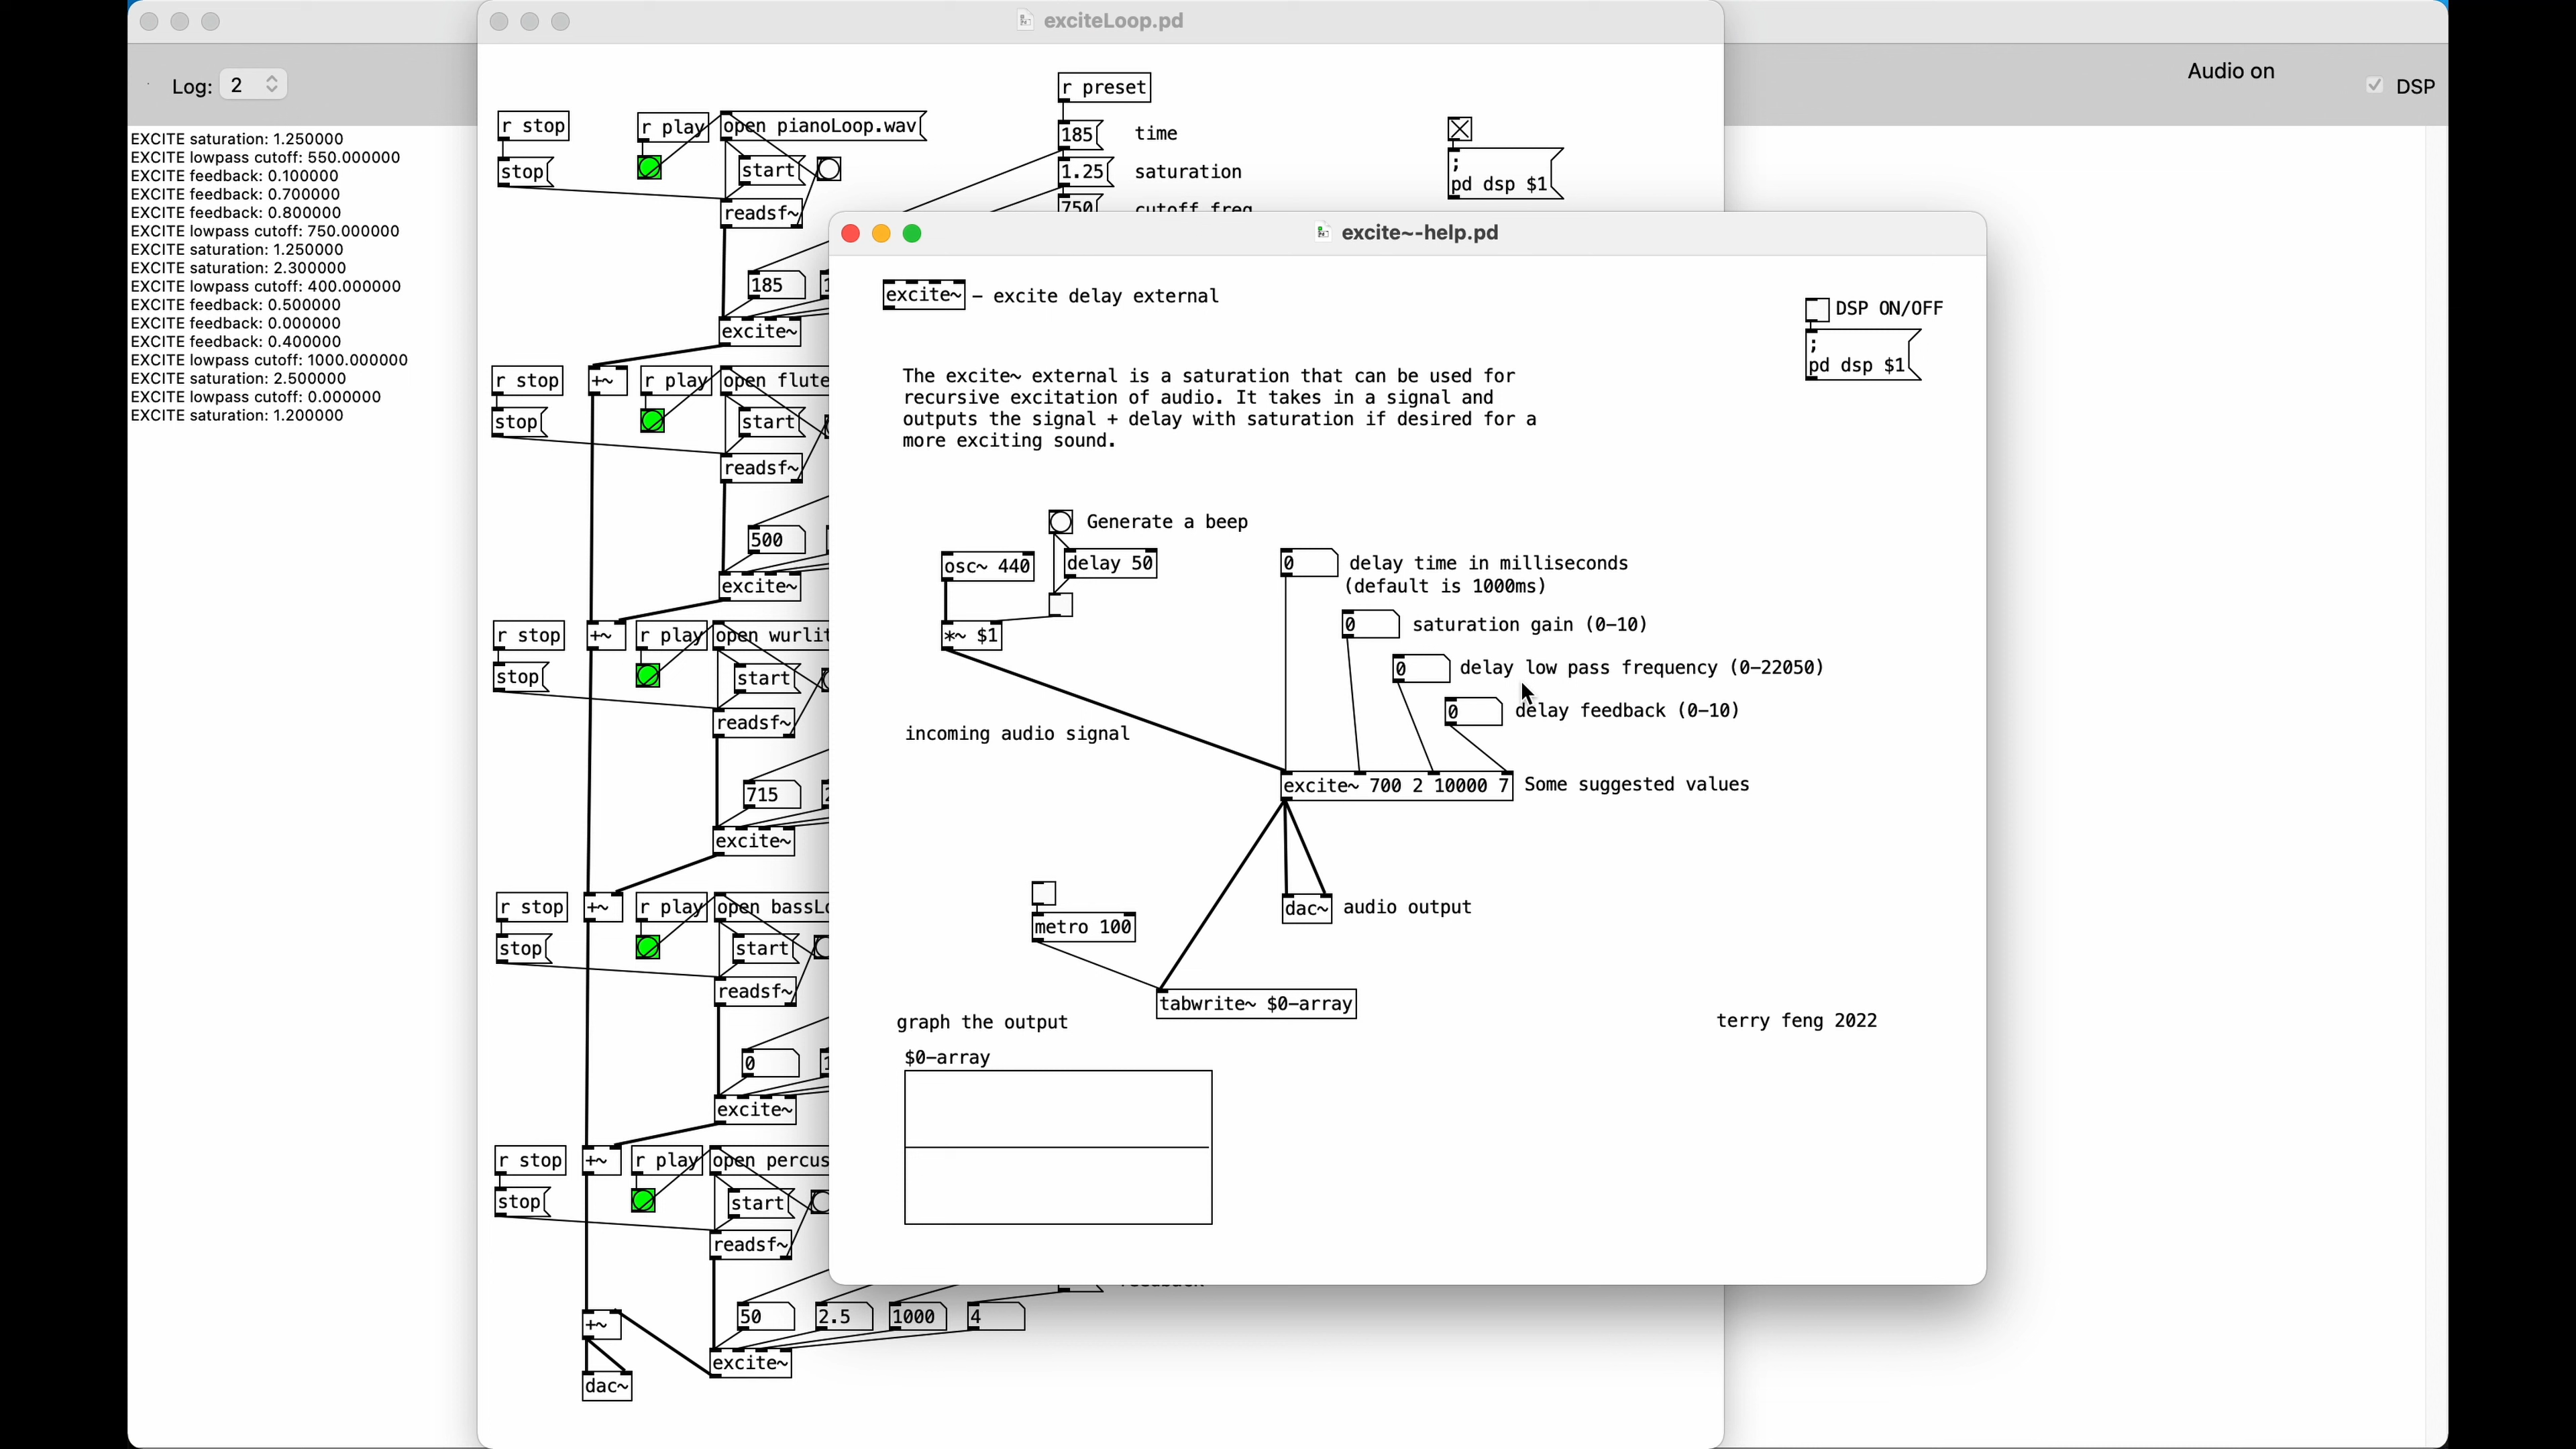 exciteLoop.pd
Log: 2
Audio on
DSP
EXCITE saturation: 1.250000
EXCITE lowpass cutoff: 550.000000
EXCITE feedback: 0.100000
EXCITE feedback: 0.700000
EXCITE feedback: 0.800000
EXCITE lowpass cutoff: 750.000000
EXCITE saturation: 1.250000
EXCITE saturation: 2.300000
EXCITE lowpass cutoff: 400.000000
EXCITE feedback: 0.500000
EXCITE feedback: 0.000000
EXCITE feedback: 0.400000
EXCITE lowpass cutoff: 1000.000000
EXCITE saturation: 2.500000
EXCITE lowpass cutoff: 0.000000
EXCITE saturation: 1.200000
r preset
r stop
r play
open pianoLoop.wav
185
time
stop
start
1.25
saturation
;
pd dsp $1
readsf~
750
cutoff freq
185
excite~
r stop
+~
r play
open flute
stop
start
readsf~
500
excite~
r stop
+~
r play
open wurlit
stop
start
readsf~
715
excite~
r stop
+~
r play
stop
start
readsf~
0
excite~
r stop
+~
r play
open percus
stop
start
readsf~
50
2.5
1000
4
+~
excite~
dac~
excite~-help.pd
excite~
– excite delay external
DSP ON/OFF
;
pd dsp $1
The excite~ external is a saturation that can be used for
recursive excitation of audio. It takes in a signal and
outputs the signal + delay with saturation if desired for a
more exciting sound.
Generate a beep
osc~ 440
delay 50
*~ $1
0
delay time in milliseconds
(default is 1000ms)
0
saturation gain (0–10)
0
delay low pass frequency (0–22050)
0
delay feedback (0–10)
incoming audio signal
excite~ 700 2 10000 7
Some suggested values
metro 100
dac~
audio output
tabwrite~ $0–array
graph the output
terry feng 2022
$0–array